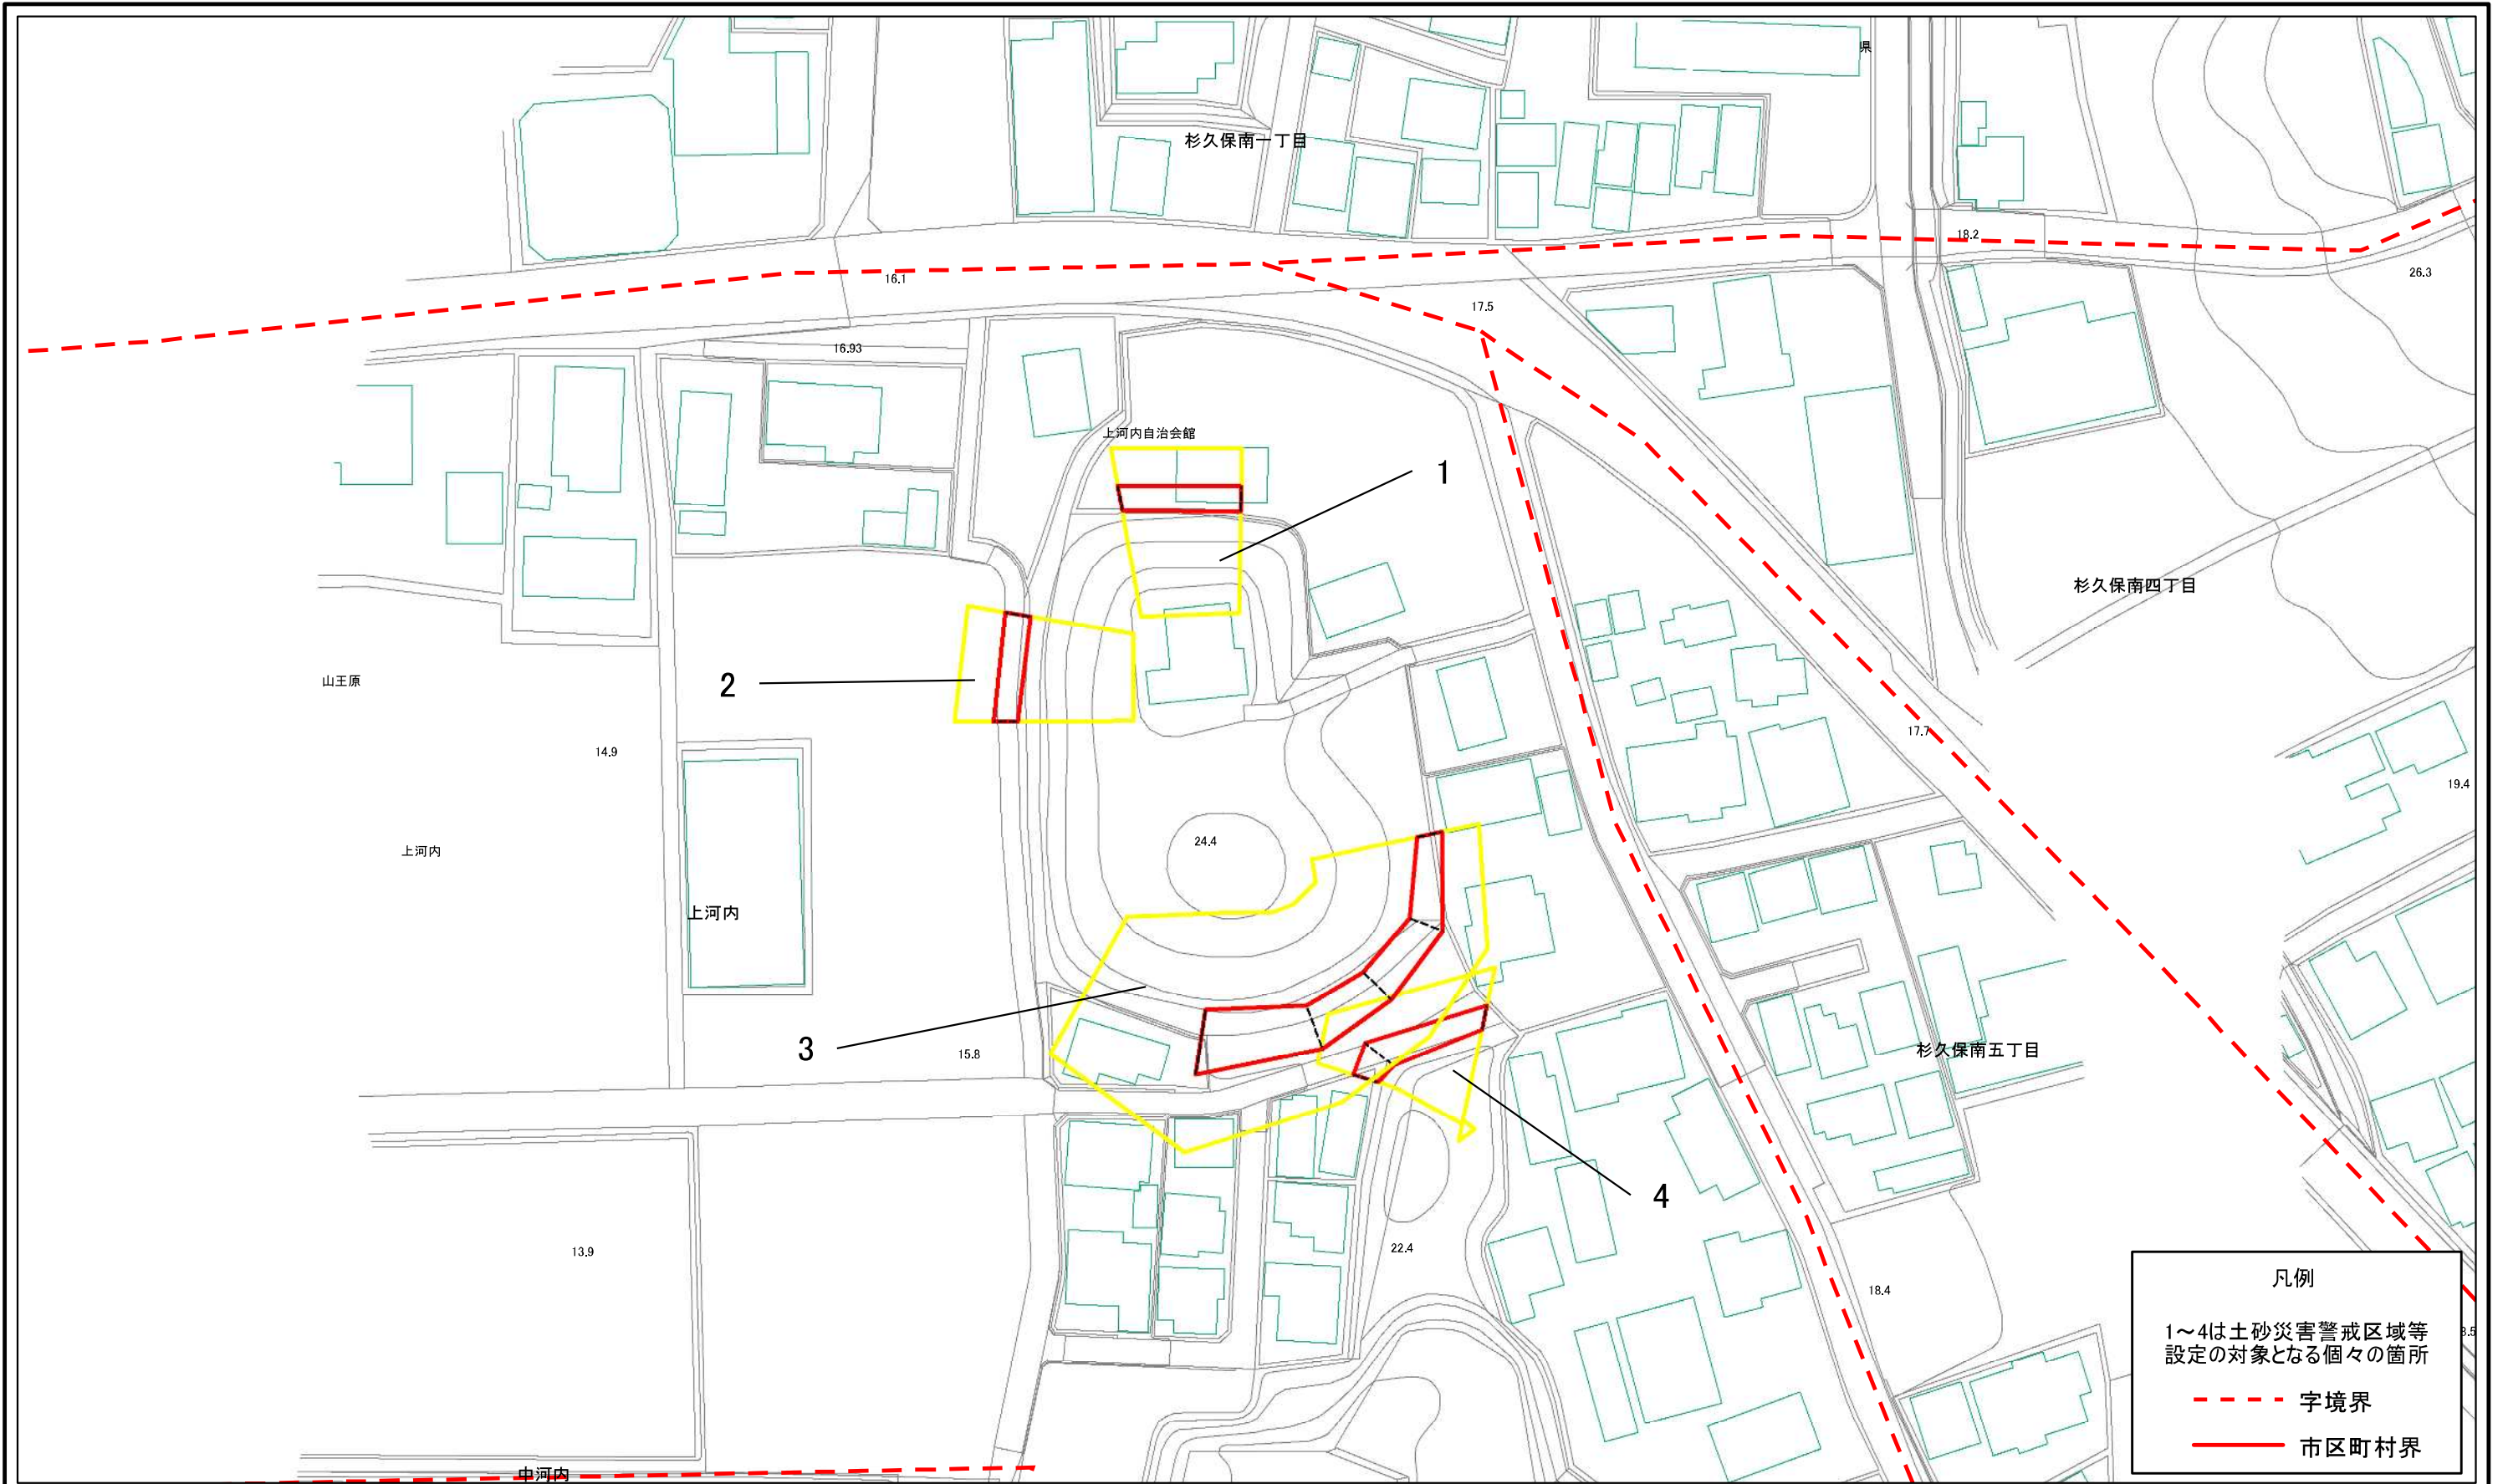 県
杉久保南一丁目
18.2
26.3
16.1
17.5
16.93
上河内自治会館
1
杉久保南四丁目
2
山王原
17.7
14.9
19.4
24.4
上河内
上河内
3
15.8
杉久保南五丁目
4
22.4
13.9
18.4
凡例
1～4は土砂災害警戒区域等
設定の対象となる個々の箇所
字境界
市区町村界
中河内